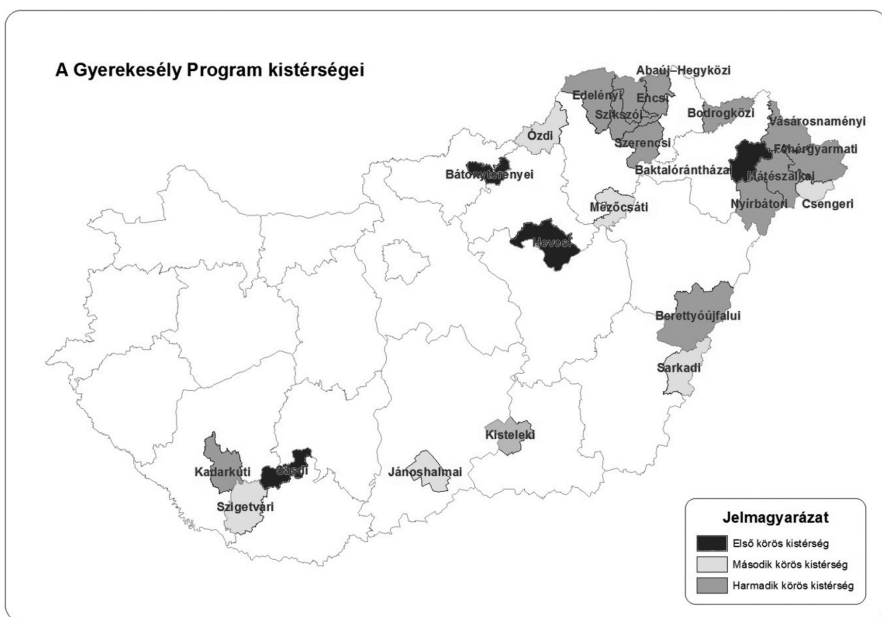 A Gyerekesély Program kistérségei
Abaúj–Hegyközi
Edelényi
Encsi
Szikszói
Bodrogközi
Vásárosnaményi
Ózdi
Szerencsi
Fehérgyarmati
Bátonyterenyei
Baktalórántházai
Mátészalkai
Mezőcsáti
Nyírbátori
Csengeri
Hevesi
Berettyóújfalui
Sarkadi
Kisteleki
Kadarkúti
Sásdi
Jánoshalmai
Szigetvári
Jelmagyarázat
Első körös kistérség
Második körös kistérség
Harmadik körös kistérség